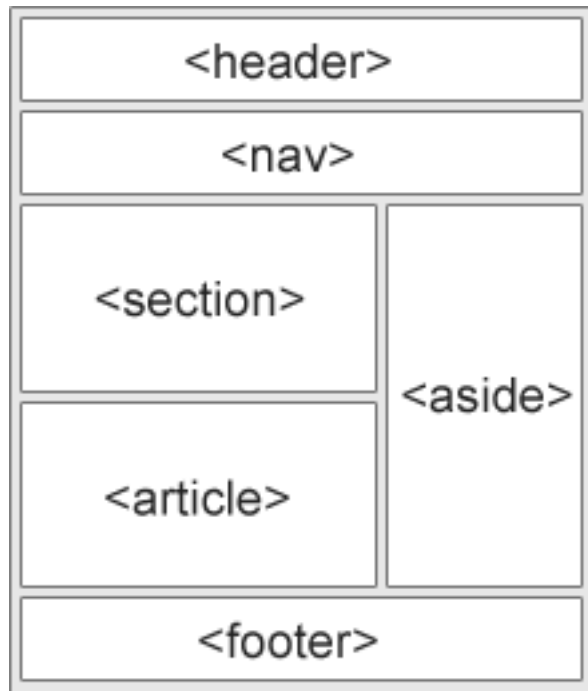 <header>
<nav>
<section>
<article>
<aside>
<footer>